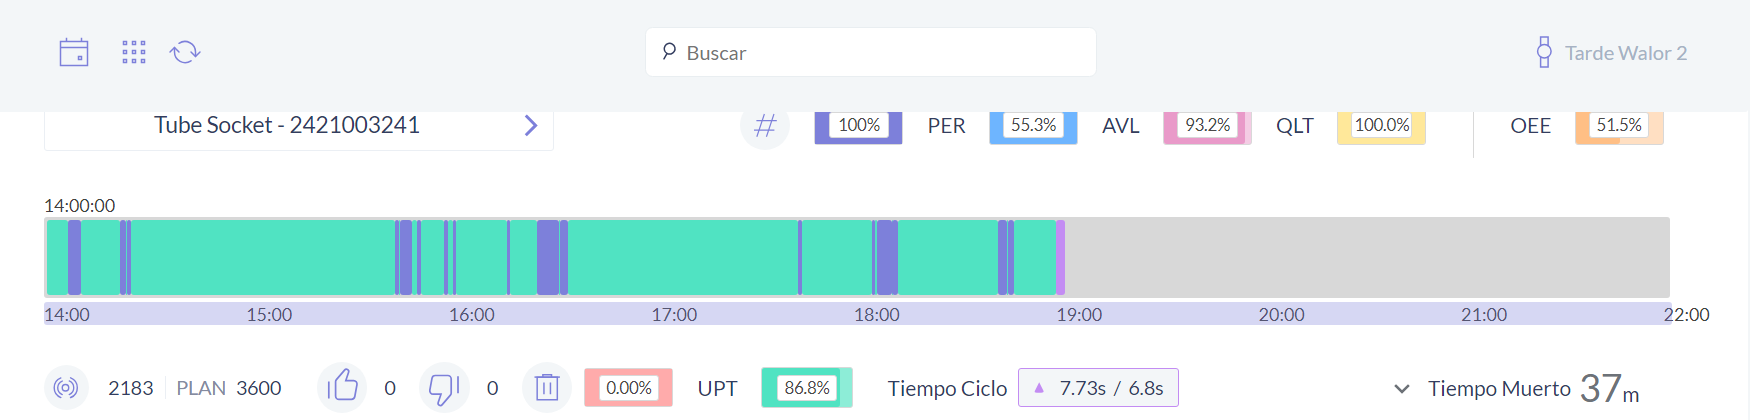 Buscar
Tarde Walor 2
Tube Socket - 2421003241
100% PER 55.3% AVL 93.2% QLT 100.0% OEE 51.5%
14:00:00
14:00 15:00 16:00 17:00 18:00 19:00 20:00 21:00 22:00
2183 PLAN 3600 0 0 0.00% UPT 86.8% Tiempo Ciclo 7.73s / 6.8s Tiempo Muerto 37m